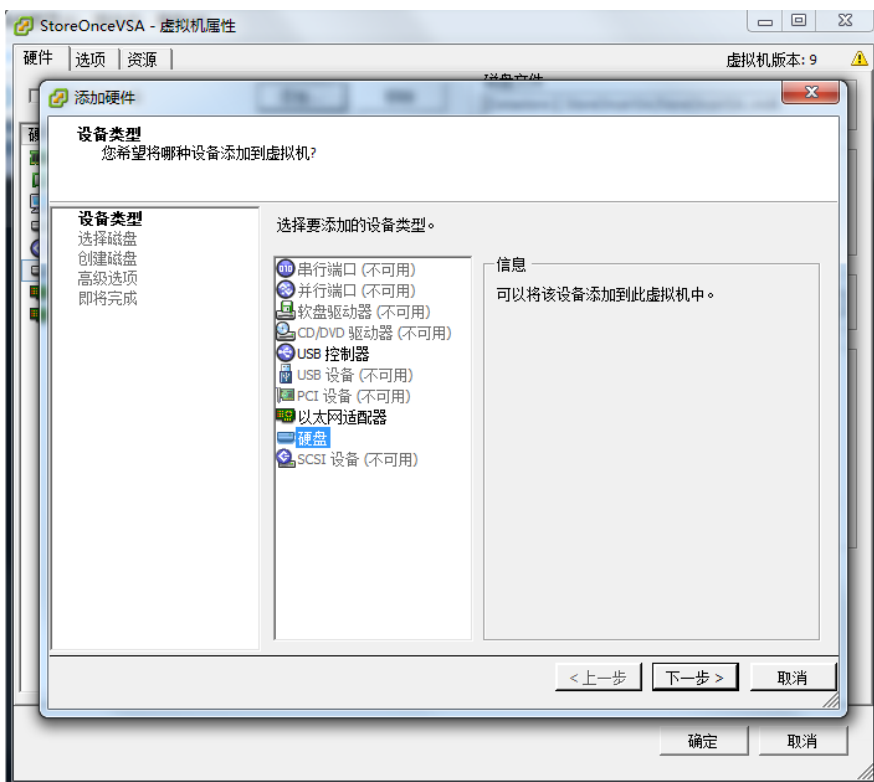 StoreOnceVSA - 虚拟机属性
硬件 选项 资源 虚拟机版本: 9
添加硬件
设备类型
您希望将哪种设备添加到虚拟机?
设备类型
选择磁盘
创建磁盘
高级选项
即将完成
选择要添加的设备类型。
串行端口 (不可用)
并行端口 (不可用)
软盘驱动器 (不可用)
CD/DVD 驱动器 (不可用)
USB 控制器
USB 设备 (不可用)
PCI 设备 (不可用)
以太网适配器
硬盘
SCSI 设备 (不可用)
信息
可以将该设备添加到此虚拟机中。
<上一步 下一步 > 取消
确定 取消